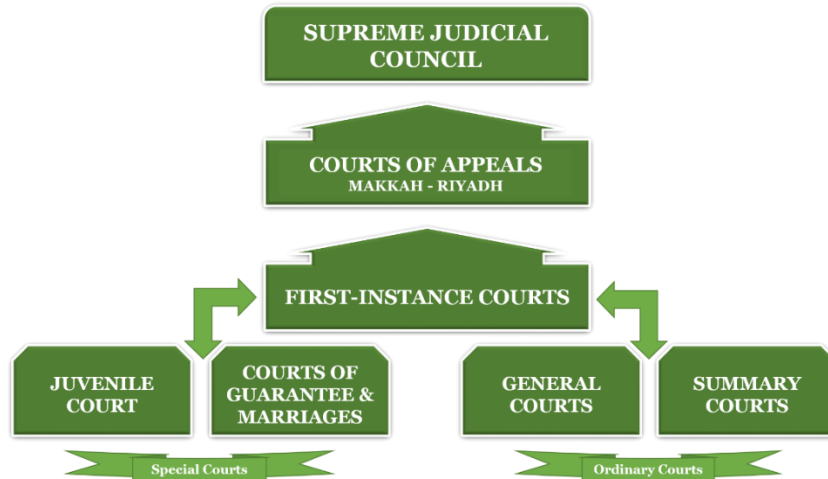 SUPREME JUDICIAL
COUNCIL
COURTS OF APPEALS
MAKKAH - RIYADH
FIRST-INSTANCE COURTS
JUVENILE
COURT
COURTS OF
GUARANTEE &
MARRIAGES
GENERAL
COURTS
SUMMARY
COURTS
Special Courts
Ordinary Courts